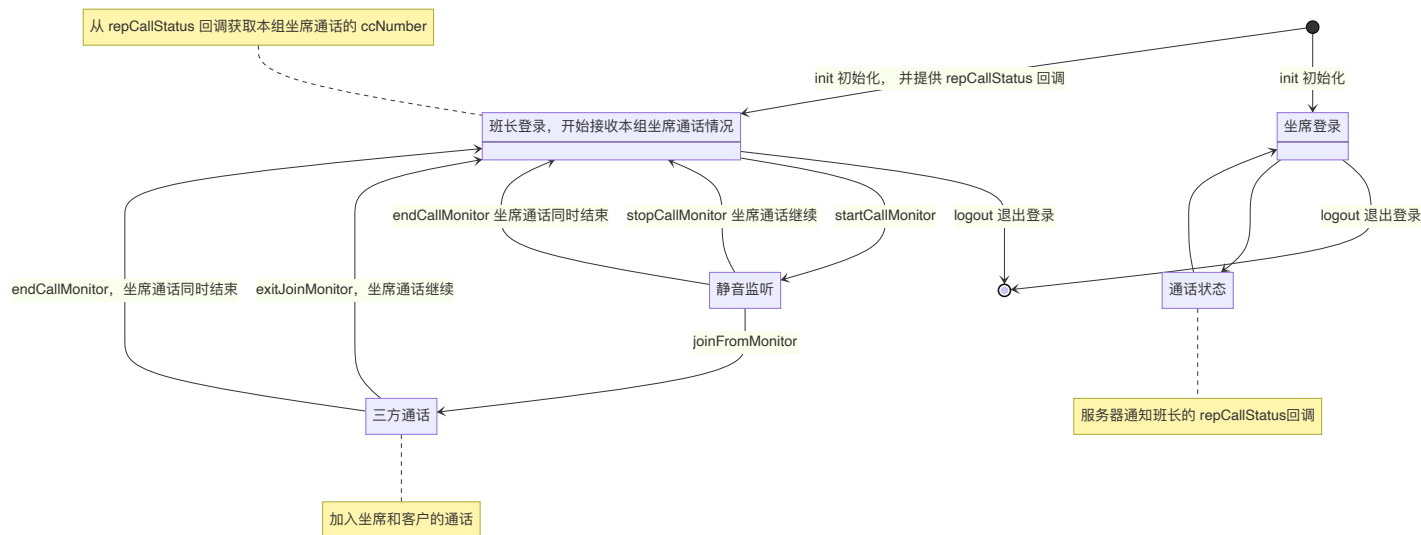 从 repCallStatus 回调获取本组坐席通话的 ccNumber
init 初始化， 并提供 repCallStatus 回调
init 初始化
班长登录，开始接收本组坐席通话情况
坐席登录
endCallMonitor 坐席通话同时结束
stopCallMonitor 坐席通话继续
startCallMonitor
logout 退出登录
logout 退出登录
endCallMonitor，坐席通话同时结束
exitJoinMonitor，坐席通话继续
静音监听
通话状态
joinFromMonitor
三方通话
服务器通知班长的 repCallStatus回调
加入坐席和客户的通话